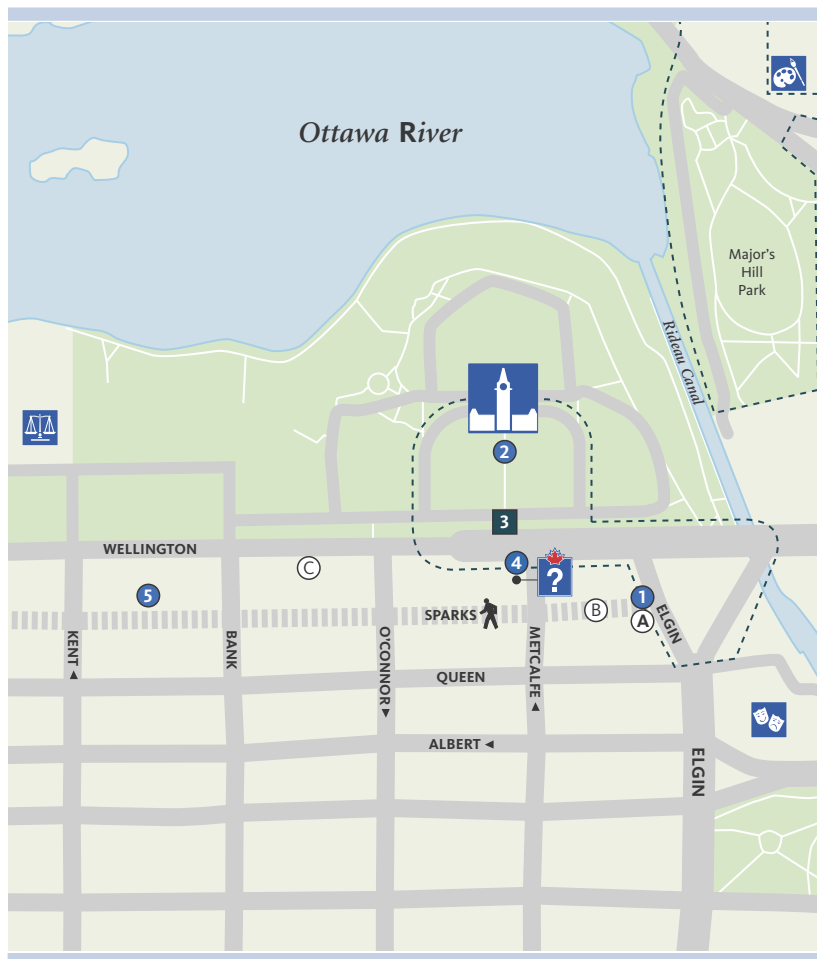 Ottawa River
Major's
Hill
Park
Rideau Canal
2
3
WELLINGTON
C
4
?
5
1
B
A
SPARKS
ELGIN
KENT ▲
BANK
O'CONNOR ▼
METCALFE ▲
QUEEN
ALBERT ◄
ELGIN